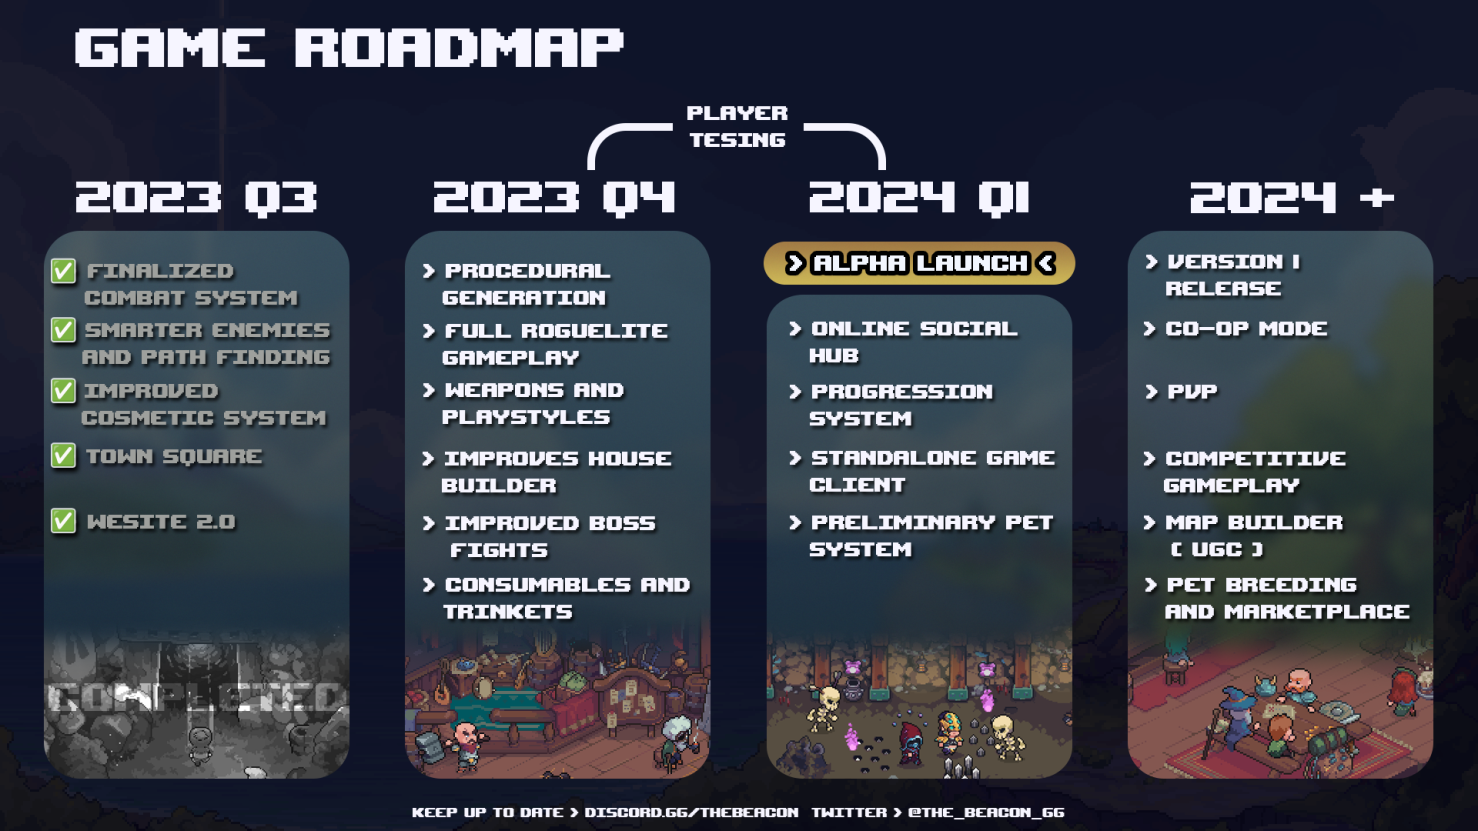 GAME ROADMAP
PLAYER
TESING
2023 Q3
✅ FINALIZED
COMBAT SYSTEM
✅ SMARTER ENEMIES
AND PATH FINDING
✅ IMPROVED
COSMETIC SYSTEM
✅ TOWN SQUARE
✅ WESITE 2.0
COMPLETED
2023 Q4
> PROCEDURAL
GENERATION
> FULL ROGUELITE
GAMEPLAY
> WEAPONS AND
PLAYSTYLES
> IMPROVES HOUSE
BUILDER
> IMPROVED BOSS
FIGHTS
> CONSUMABLES AND
TRINKETS
2024 Q1
> ALPHA LAUNCH <
> ONLINE SOCIAL
HUB
> PROGRESSION
SYSTEM
> STANDALONE GAME
CLIENT
> PRELIMINARY PET
SYSTEM
2024 +
> VERSION 1
RELEASE
> CO-OP MODE
> PVP
> COMPETITIVE
GAMEPLAY
> MAP BUILDER
( UGC )
> PET BREEDING
AND MARKETPLACE
KEEP UP TO DATE > DISCORD.GG/THEBEACON TWITTER > @THE_BEACON_GG